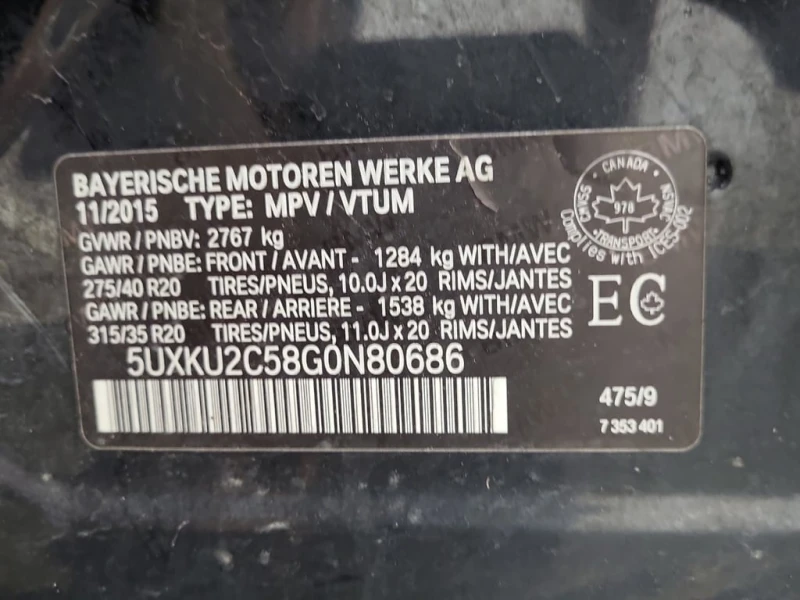 BAYERISCHE MOTOREN WERKE AG
11/2015 TYPE: MPV / VTUM
GVWR / PNBV: 2767 kg
GAWR / PNBE: FRONT / AVANT - 1284 kg WITH/AVEC
275/40 R20 TIRES/PNEUS, 10.0J x 20 RIMS/JANTES
GAWR / PNBE: REAR / ARRIERE - 1538 kg WITH/AVEC
315/35 R20 TIRES/PNEUS, 11.0J x 20 RIMS/JANTES
5UXKU2C58G0N80686
CANADA
CMVSS
NSVAC
978
TRANSPORT
Complies with ICES-002
EC
475/9
7 353 401